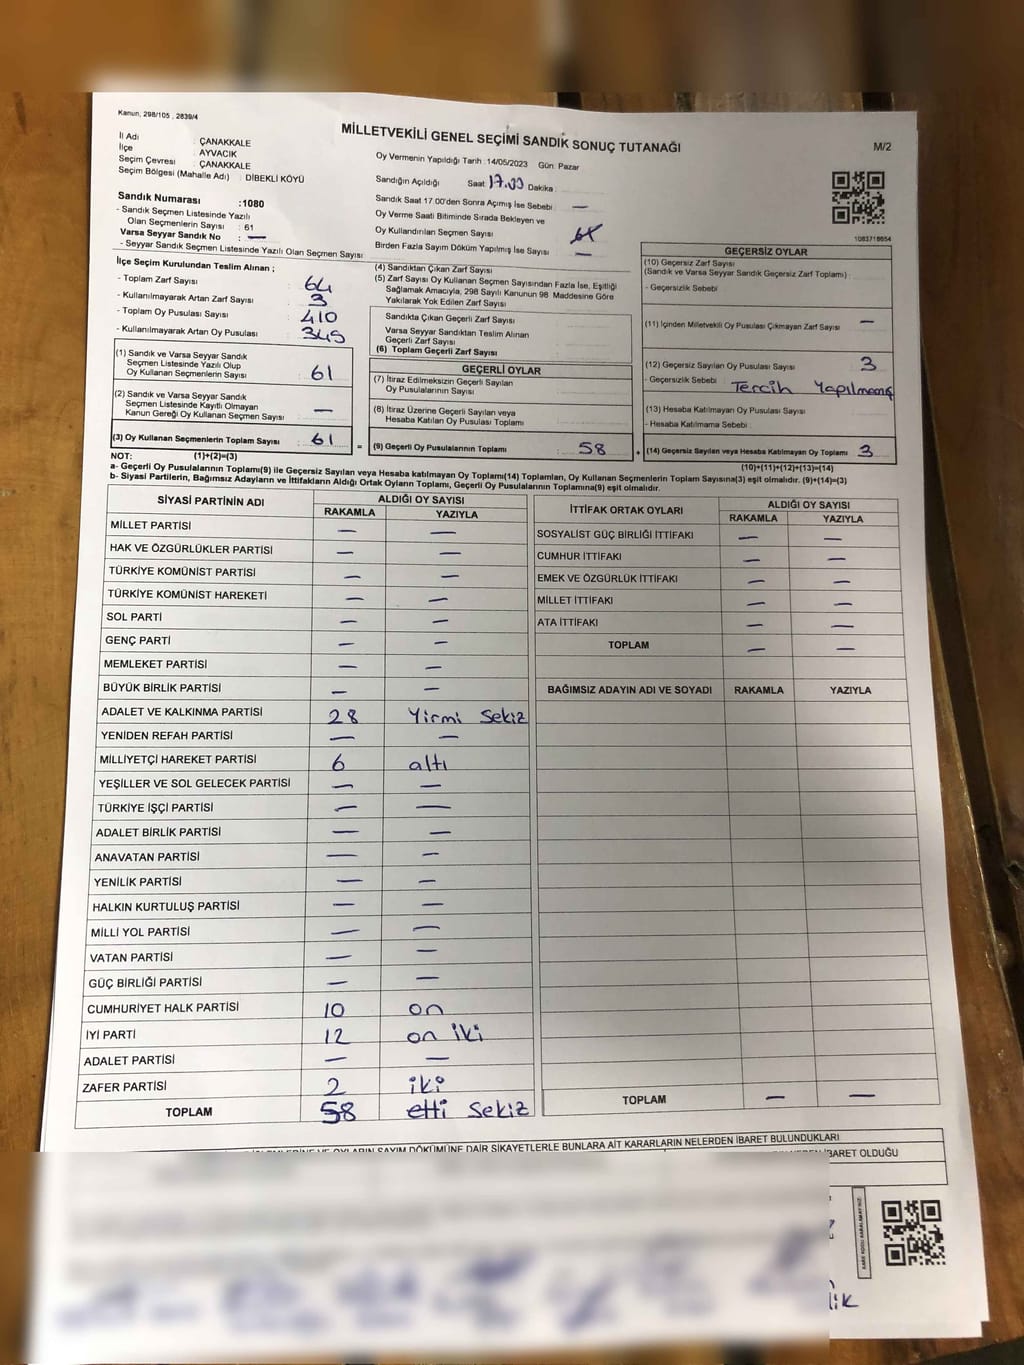 Kanun; 298/105 , 2839/4
MİLLETVEKİLİ GENEL SEÇİMİ SANDIK SONUÇ TUTANAĞI
M/2
İl Adı : ÇANAKKALE
İlçe : AYVACIK
Seçim Çevresi : ÇANAKKALE
Seçim Bölgesi (Mahalle Adı) : DİBEKLİ KÖYÜ
Sandık Numarası :1080
- Sandık Seçmen Listesinde Yazılı
Olan Seçmenlerin Sayısı : 61
Varsa Seyyar Sandık No : —
- Seyyar Sandık Seçmen Listesinde Yazılı Olan Seçmen Sayısı
Oy Vermenin Yapıldığı Tarih :14/05/2023 Gün: Pazar
Sandığın Açıldığı Saat: 17.00 Dakika :
Sandık Saat 17.00'den Sonra Açımış İse Sebebi : —
Oy Verme Saati Bitiminde Sırada Bekleyen ve
Oy Kullandırılan Seçmen Sayısı :
Birden Fazla Sayım Döküm Yapılmış İse Sayısı : —
1083718654
İlçe Seçim Kurulundan Teslim Alınan ;
- Toplam Zarf Sayısı : 64
- Kullanılmayarak Artan Zarf Sayısı : 3
- Toplam Oy Pusulası Sayısı : 410
- Kullanılmayarak Artan Oy Pusulası : 349
(1) Sandık ve Varsa Seyyar Sandık
Seçmen Listesinde Yazılı Olup
Oy Kullanan Seçmenlerin Sayısı : 61
(2) Sandık ve Varsa Seyyar Sandık
Seçmen Listesinde Kayıtlı Olmayan
Kanun Gereği Oy Kullanan Seçmen Sayısı : —
(3) Oy Kullanan Seçmenlerin Toplam Sayısı : 61
(4) Sandıktan Çıkan Zarf Sayısı
(5) Zarf Sayısı Oy Kullanan Seçmen Sayısından Fazla İse, Eşitliği
Sağlamak Amacıyla, 298 Sayılı Kanunun 98 Maddesine Göre
Yakılarak Yok Edilen Zarf Sayısı
Sandıkta Çıkan Geçerli Zarf Sayısı
Varsa Seyyar Sandıktan Teslim Alınan
Geçerli Zarf Sayısı
(6) Toplam Geçerli Zarf Sayısı
GEÇERLİ OYLAR
(7) İtiraz Edilmeksizin Geçerli Sayılan
Oy Pusulalarının Sayısı
(8) İtiraz Üzerine Geçerli Sayılan veya
Hesaba Katılan Oy Pusulaları Toplamı
= (9) Geçerli Oy Pusulalarının Toplamı : 58
GEÇERSİZ OYLAR
(10) Geçersiz Zarf Sayısı
(Sandık ve Varsa Seyyar Sandık Geçersiz Zarf Toplamı) :
- Geçersizlik Sebebi :
(11) İçinden Milletvekili Oy Pusulası Çıkmayan Zarf Sayısı : —
(12) Geçersiz Sayılan Oy Pusulası Sayısı : 3
- Geçersizlik Sebebi : Tercih Yapılmamış
(13) Hesaba Katılmayan Oy Pusulası Sayısı :
- Hesaba Katılmama Sebebi :
+ (14) Geçersiz Sayılan veya Hesaba Katılmayan Oy Toplamı : 3
NOT: (1)+(2)=(3)
(10)+(11)+(12)+(13)=(14)
a- Geçerli Oy Pusulalarının Toplamı(9) ile Geçersiz Sayılan veya Hesaba katılmayan Oy Toplamı(14) Toplamları, Oy Kullanan Seçmenlerin Toplam Sayısına(3) eşit olmalıdır. (9)+(14)=(3)
b- Siyasi Partilerin, Bağımsız Adayların ve İttifakların Aldığı Ortak Oyların Toplamı, Geçerli Oy Pusulalarının Toplamına(9) eşit olmalıdır.
SİYASİ PARTİNİN ADI ALDIĞI OY SAYISI
RAKAMLA YAZIYLA
MİLLET PARTİSİ — —
HAK VE ÖZGÜRLÜKLER PARTİSİ — —
TÜRKİYE KOMÜNİST PARTİSİ — —
TÜRKİYE KOMÜNİST HAREKETİ — —
SOL PARTİ — —
GENÇ PARTİ — —
MEMLEKET PARTİSİ — —
BÜYÜK BİRLİK PARTİSİ — —
ADALET VE KALKINMA PARTİSİ 28 Yirmi Sekiz
YENİDEN REFAH PARTİSİ — —
MİLLİYETÇİ HAREKET PARTİSİ 6 altı
YEŞİLLER VE SOL GELECEK PARTİSİ — —
TÜRKİYE İŞÇİ PARTİSİ — —
ADALET BİRLİK PARTİSİ — —
ANAVATAN PARTİSİ — —
YENİLİK PARTİSİ — —
HALKIN KURTULUŞ PARTİSİ — —
MİLLİ YOL PARTİSİ — —
VATAN PARTİSİ — —
GÜÇ BİRLİĞİ PARTİSİ — —
CUMHURİYET HALK PARTİSİ 10 on
İYİ PARTİ 12 on iki
ADALET PARTİSİ — —
ZAFER PARTİSİ 2 iki
TOPLAM 58 etti Sekiz
İTTİFAK ORTAK OYLARI ALDIĞI OY SAYISI
RAKAMLA YAZIYLA
SOSYALİST GÜÇ BİRLİĞİ İTTİFAKI — —
CUMHUR İTTİFAKI — —
EMEK VE ÖZGÜRLÜK İTTİFAKI — —
MİLLET İTTİFAKI — —
ATA İTTİFAKI — —
TOPLAM — —
BAĞIMSIZ ADAYIN ADI VE SOYADI RAKAMLA YAZIYLA
TOPLAM — —
OYLARIN SAYIM DÖKÜMÜNE DAİR ŞİKAYETLERLE BUNLARA AİT KARARLARIN NELERDEN İBARET BULUNDUKLARI
İBARET OLDUĞU